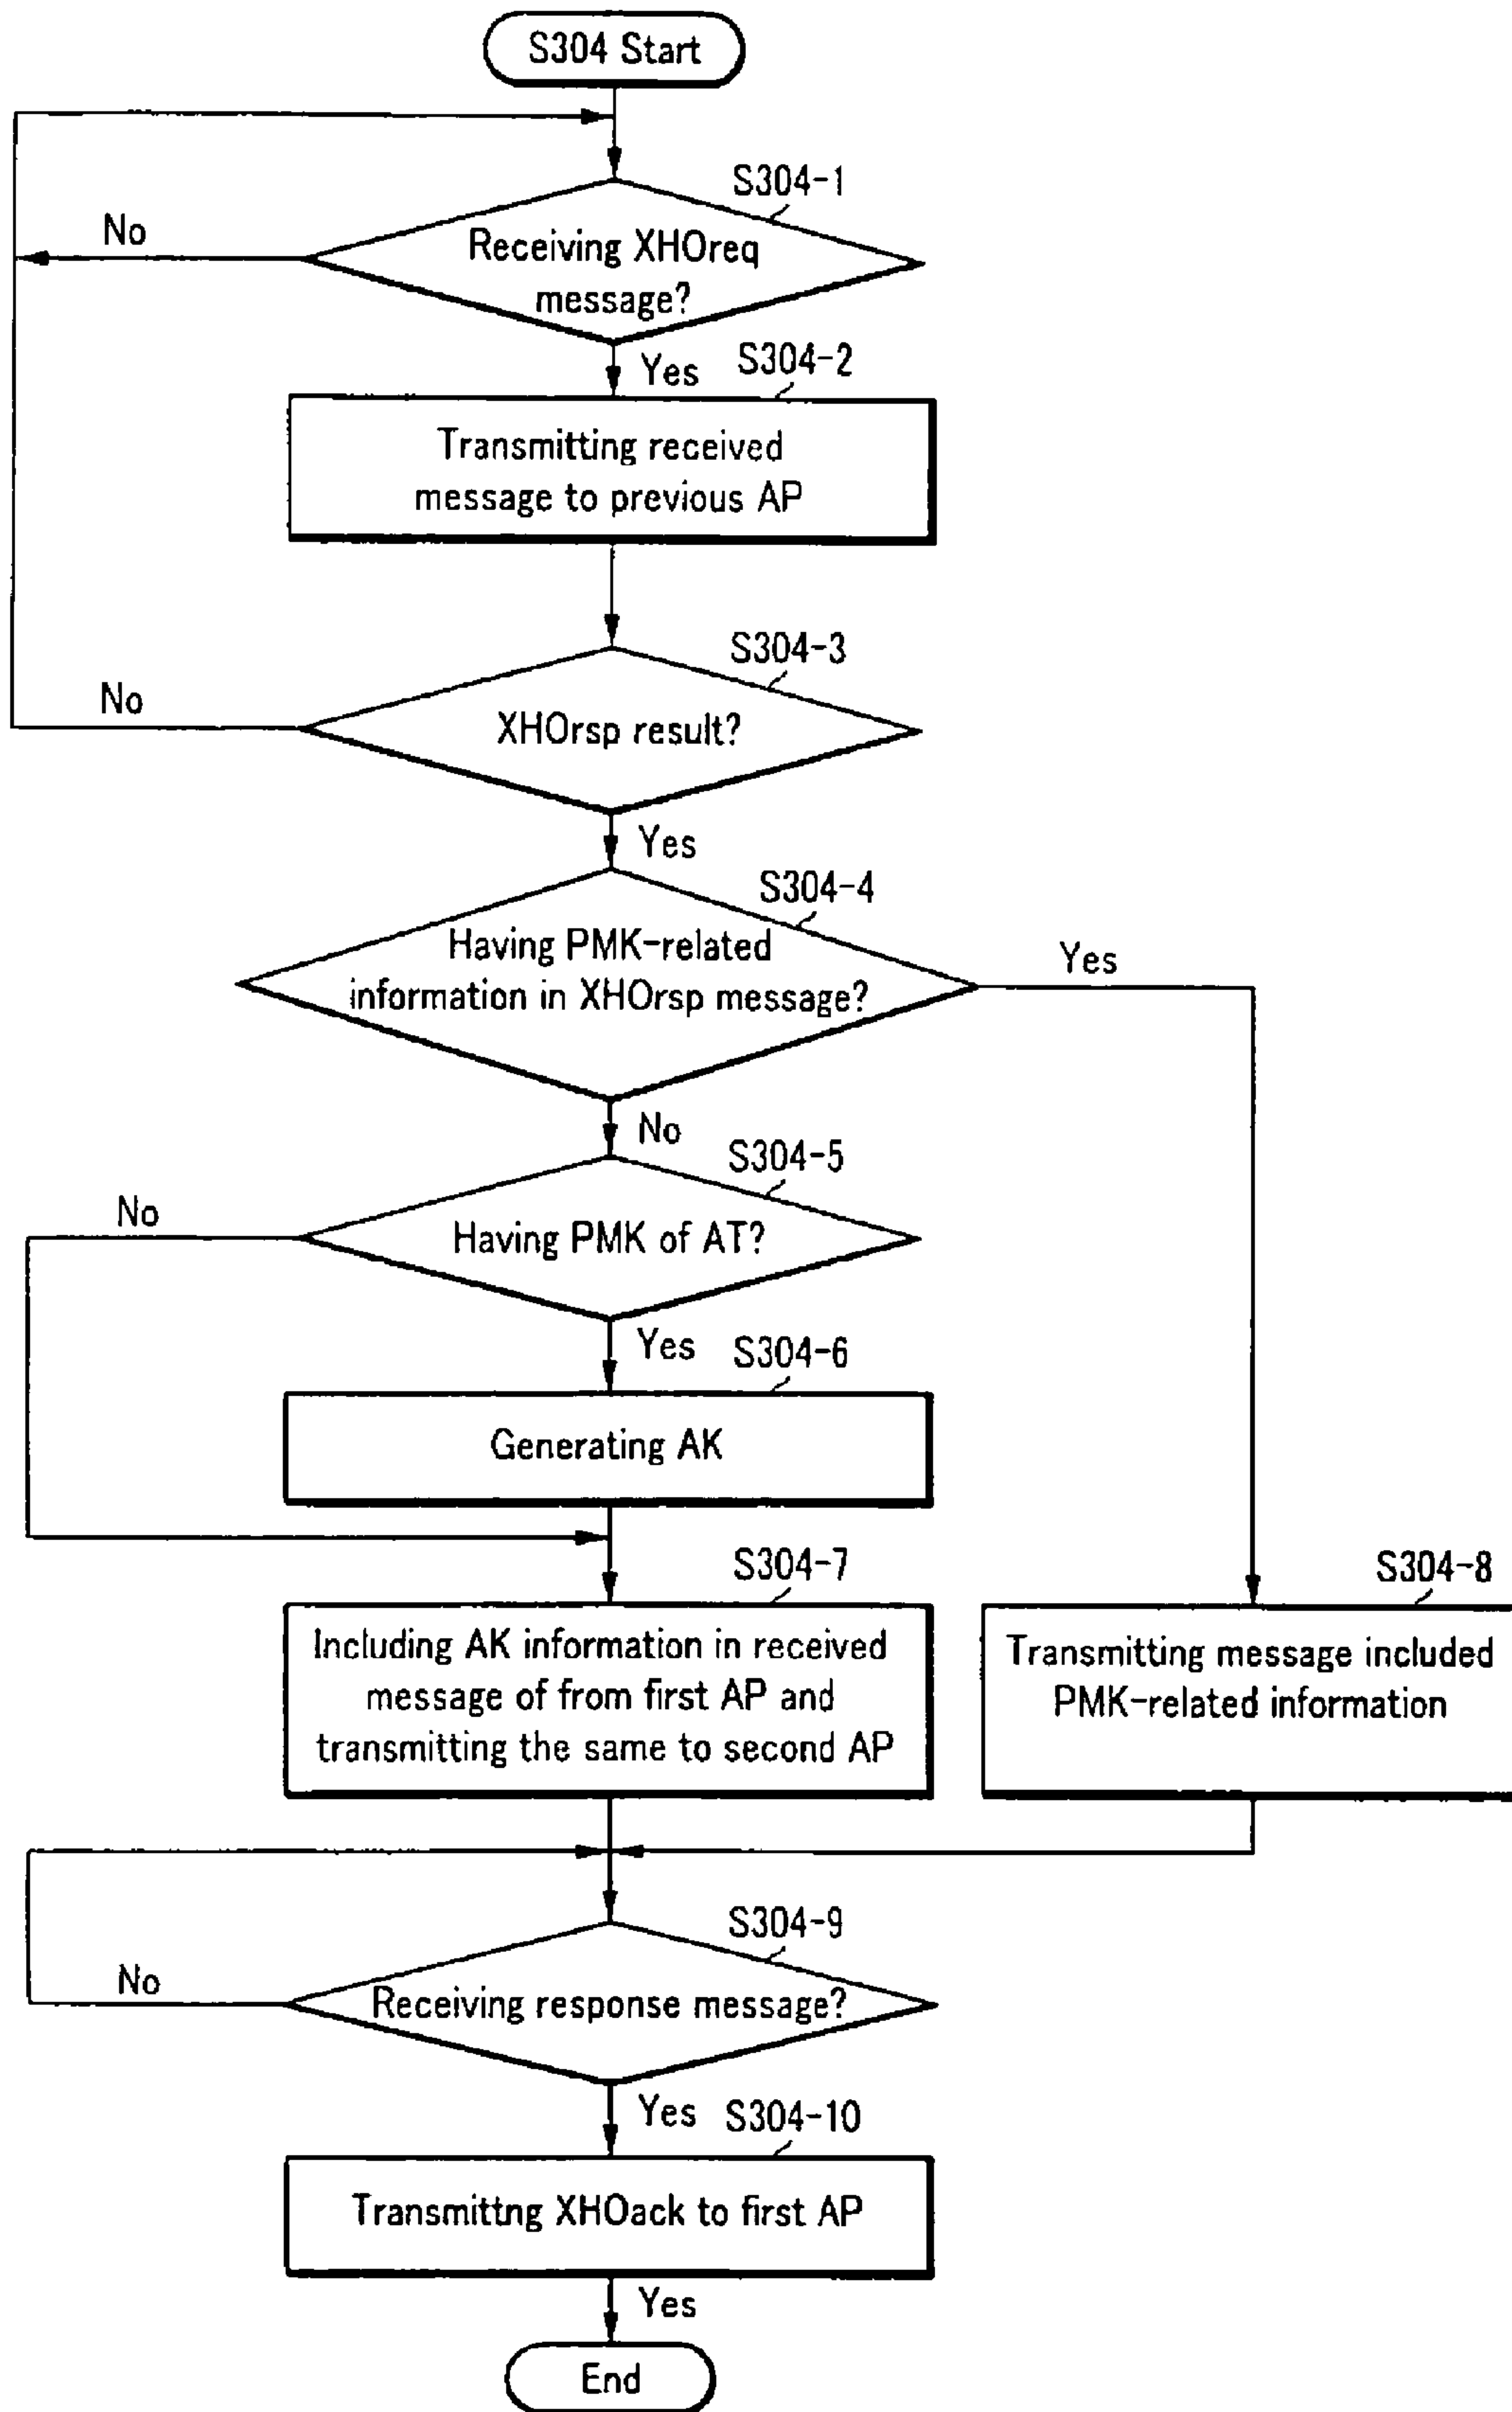 S304 Start
S304-1
No
Receiving XHOreq
message?
Yes
S304-2
Transmitting received
message to previous AP
S304-3
No
XHOrsp result?
Yes
S304-4
Having PMK-related
information in XHOrsp message?
Yes
No
S304-5
No
Having PMK of AT?
Yes
S304-6
Generating AK
S304-7
Including AK information in received
message of from first AP and
transmitting the same to second AP
S304-8
Transmitting message included
PMK-related information
S304-9
No
Receiving response message?
Yes
S304-10
Transmittng XHOack to first AP
Yes
End